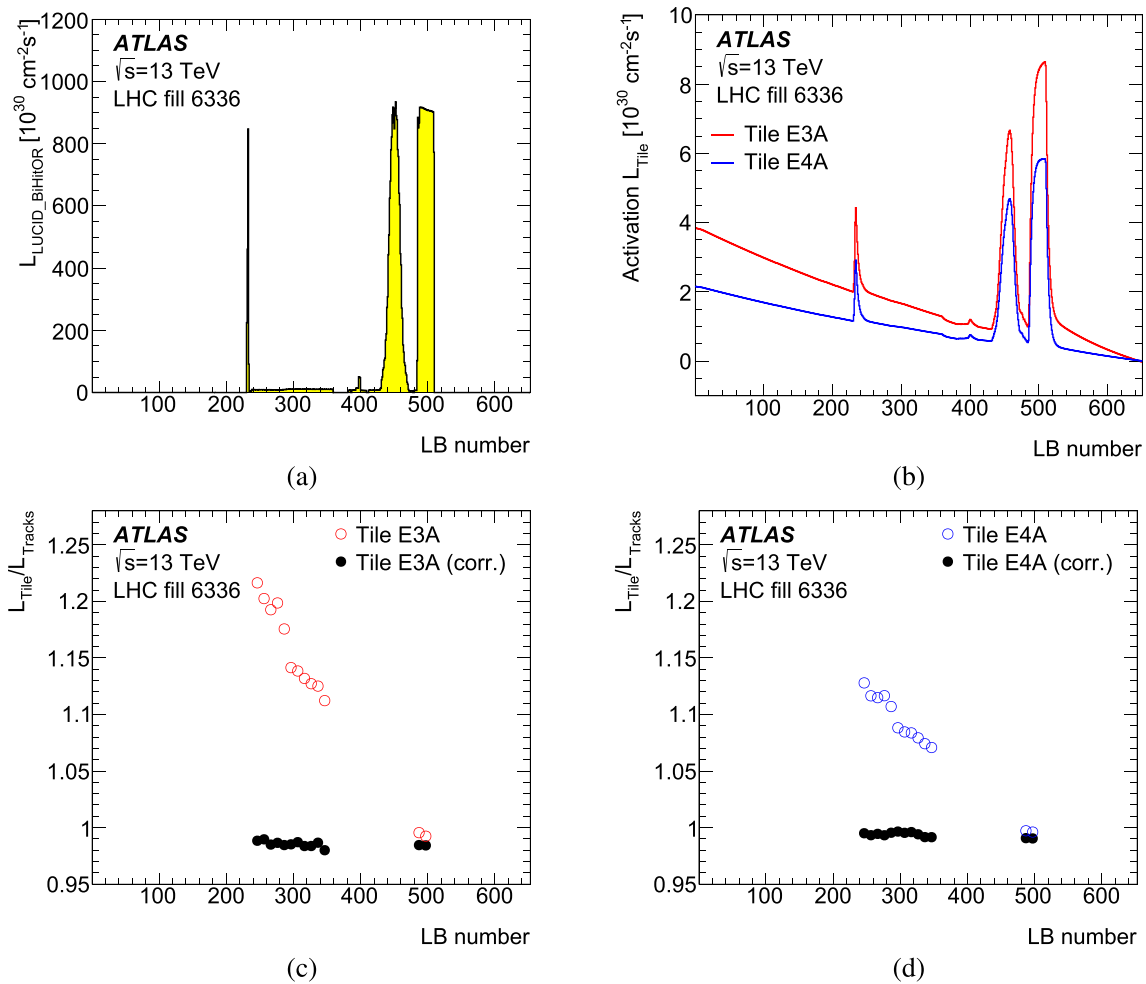 1200
1000
800
600
400
200
0
L_LUCID_BiHitOR [10^30 cm^-2s^-1]
ATLAS
√s=13 TeV
LHC fill 6336
100 200 300 400 500 600
LB number
(a)
10
8
6
4
2
0
Activation L_Tile [10^30 cm^-2s^-1]
ATLAS
√s=13 TeV
LHC fill 6336
Tile E3A
Tile E4A
100 200 300 400 500 600
LB number
(b)
1.25
1.2
1.15
1.1
1.05
1
0.95
L_Tile/L_Tracks
ATLAS
√s=13 TeV
LHC fill 6336
Tile E3A
Tile E3A (corr.)
100 200 300 400 500 600
LB number
(c)
1.25
1.2
1.15
1.1
1.05
1
0.95
L_Tile/L_Tracks
ATLAS
√s=13 TeV
LHC fill 6336
Tile E4A
Tile E4A (corr.)
100 200 300 400 500 600
LB number
(d)